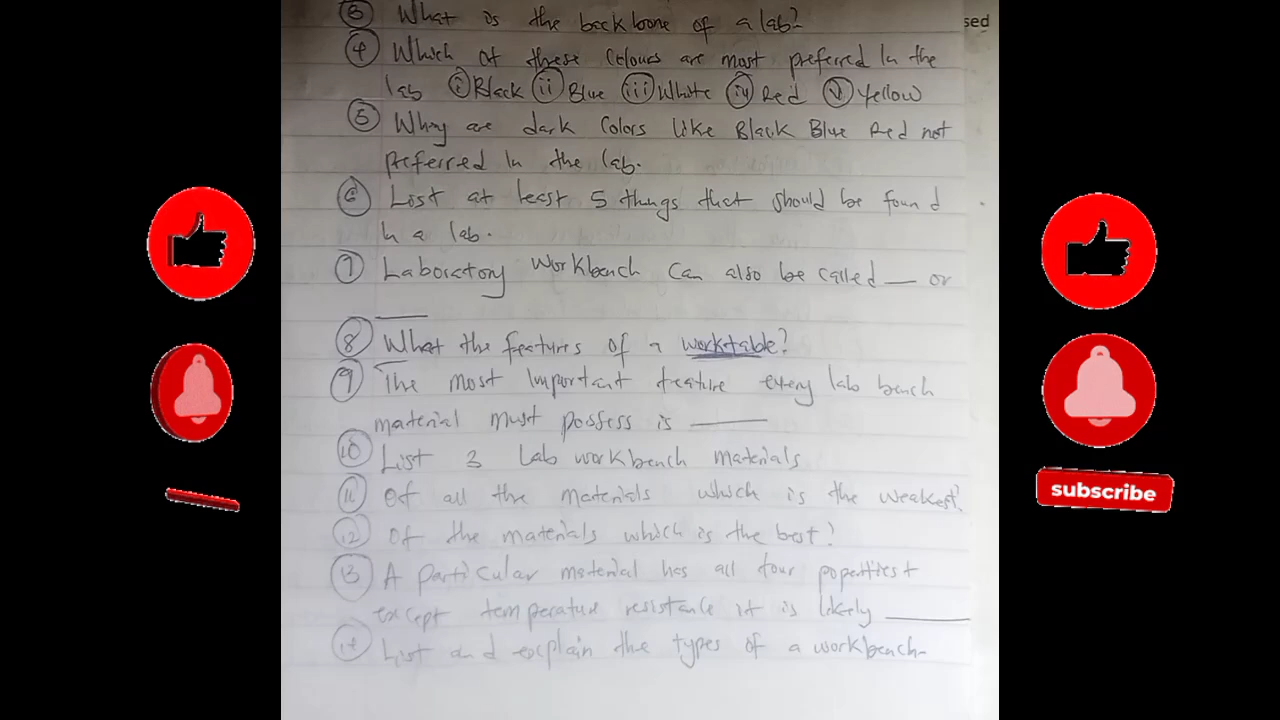 ③ What is the backbone of a lab?
sed
④ Which of these Colours are most preferred in the
lab ⓘ Black ⓘⓘ Blue ⓘⓘⓘ White ⓘⓥ Red ⓥ Yellow
⑤ Why are dark Colors like Black Blue Red not
preferred in the lab.
⑥ List at least 5 things that should be found
in a lab.
⑦ Laboratory Workbench Can also be called ___ or
___
⑧ What the features of a worktable?
⑨ The most Important feature every lab bench
material must possess is ___
⑩ List 3 Lab workbench materials
⑪ Of all the materials which is the weakest?
⑫ Of the materials which is the best?
⑬ A particular material has all four
except temperature resistance it is likely ___
⑭ List and explain the types of a workbench-
subscribe